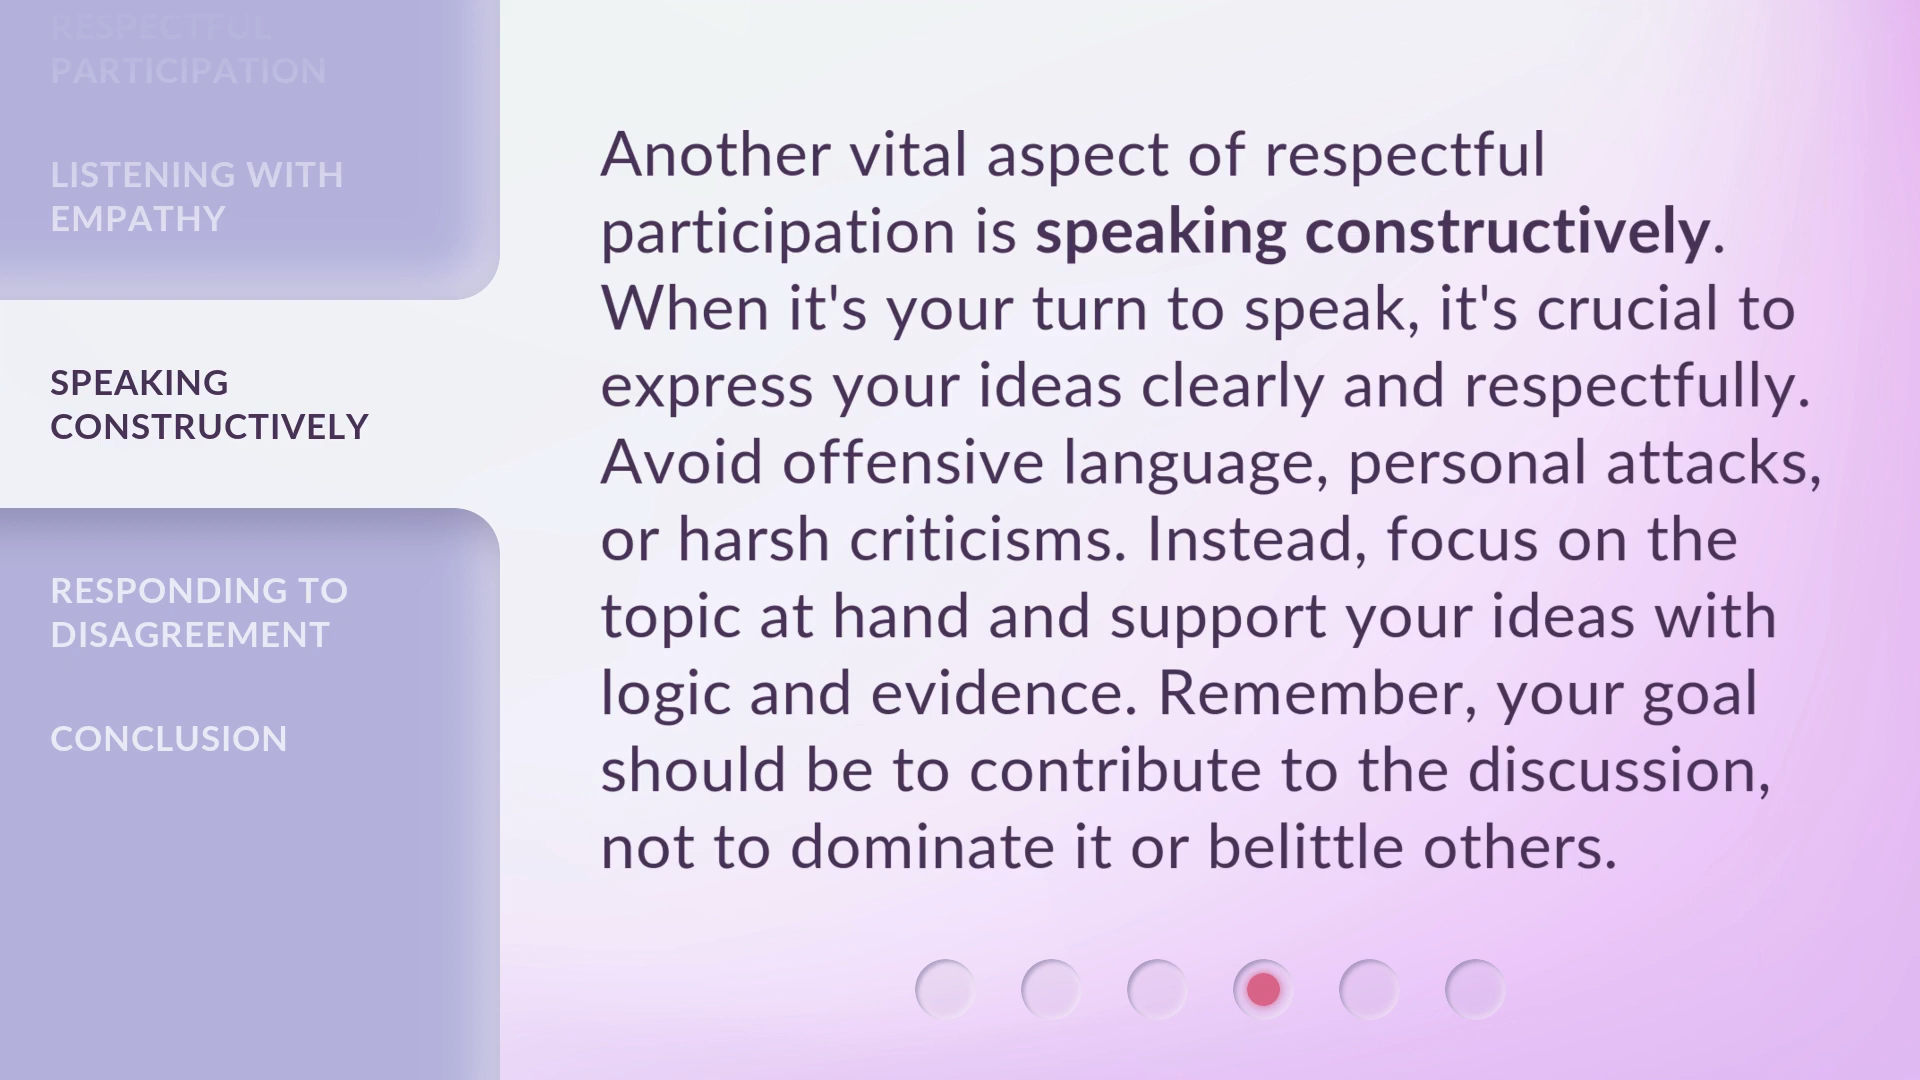 RESPECTFUL
PARTICIPATION
LISTENING WITH
EMPATHY
SPEAKING
CONSTRUCTIVELY
RESPONDING TO
DISAGREEMENT
CONCLUSION
Another vital aspect of respectful
participation is speaking constructively.
When it's your turn to speak, it's crucial to
express your ideas clearly and respectfully.
Avoid offensive language, personal attacks,
or harsh criticisms. Instead, focus on the
topic at hand and support your ideas with
logic and evidence. Remember, your goal
should be to contribute to the discussion,
not to dominate it or belittle others.